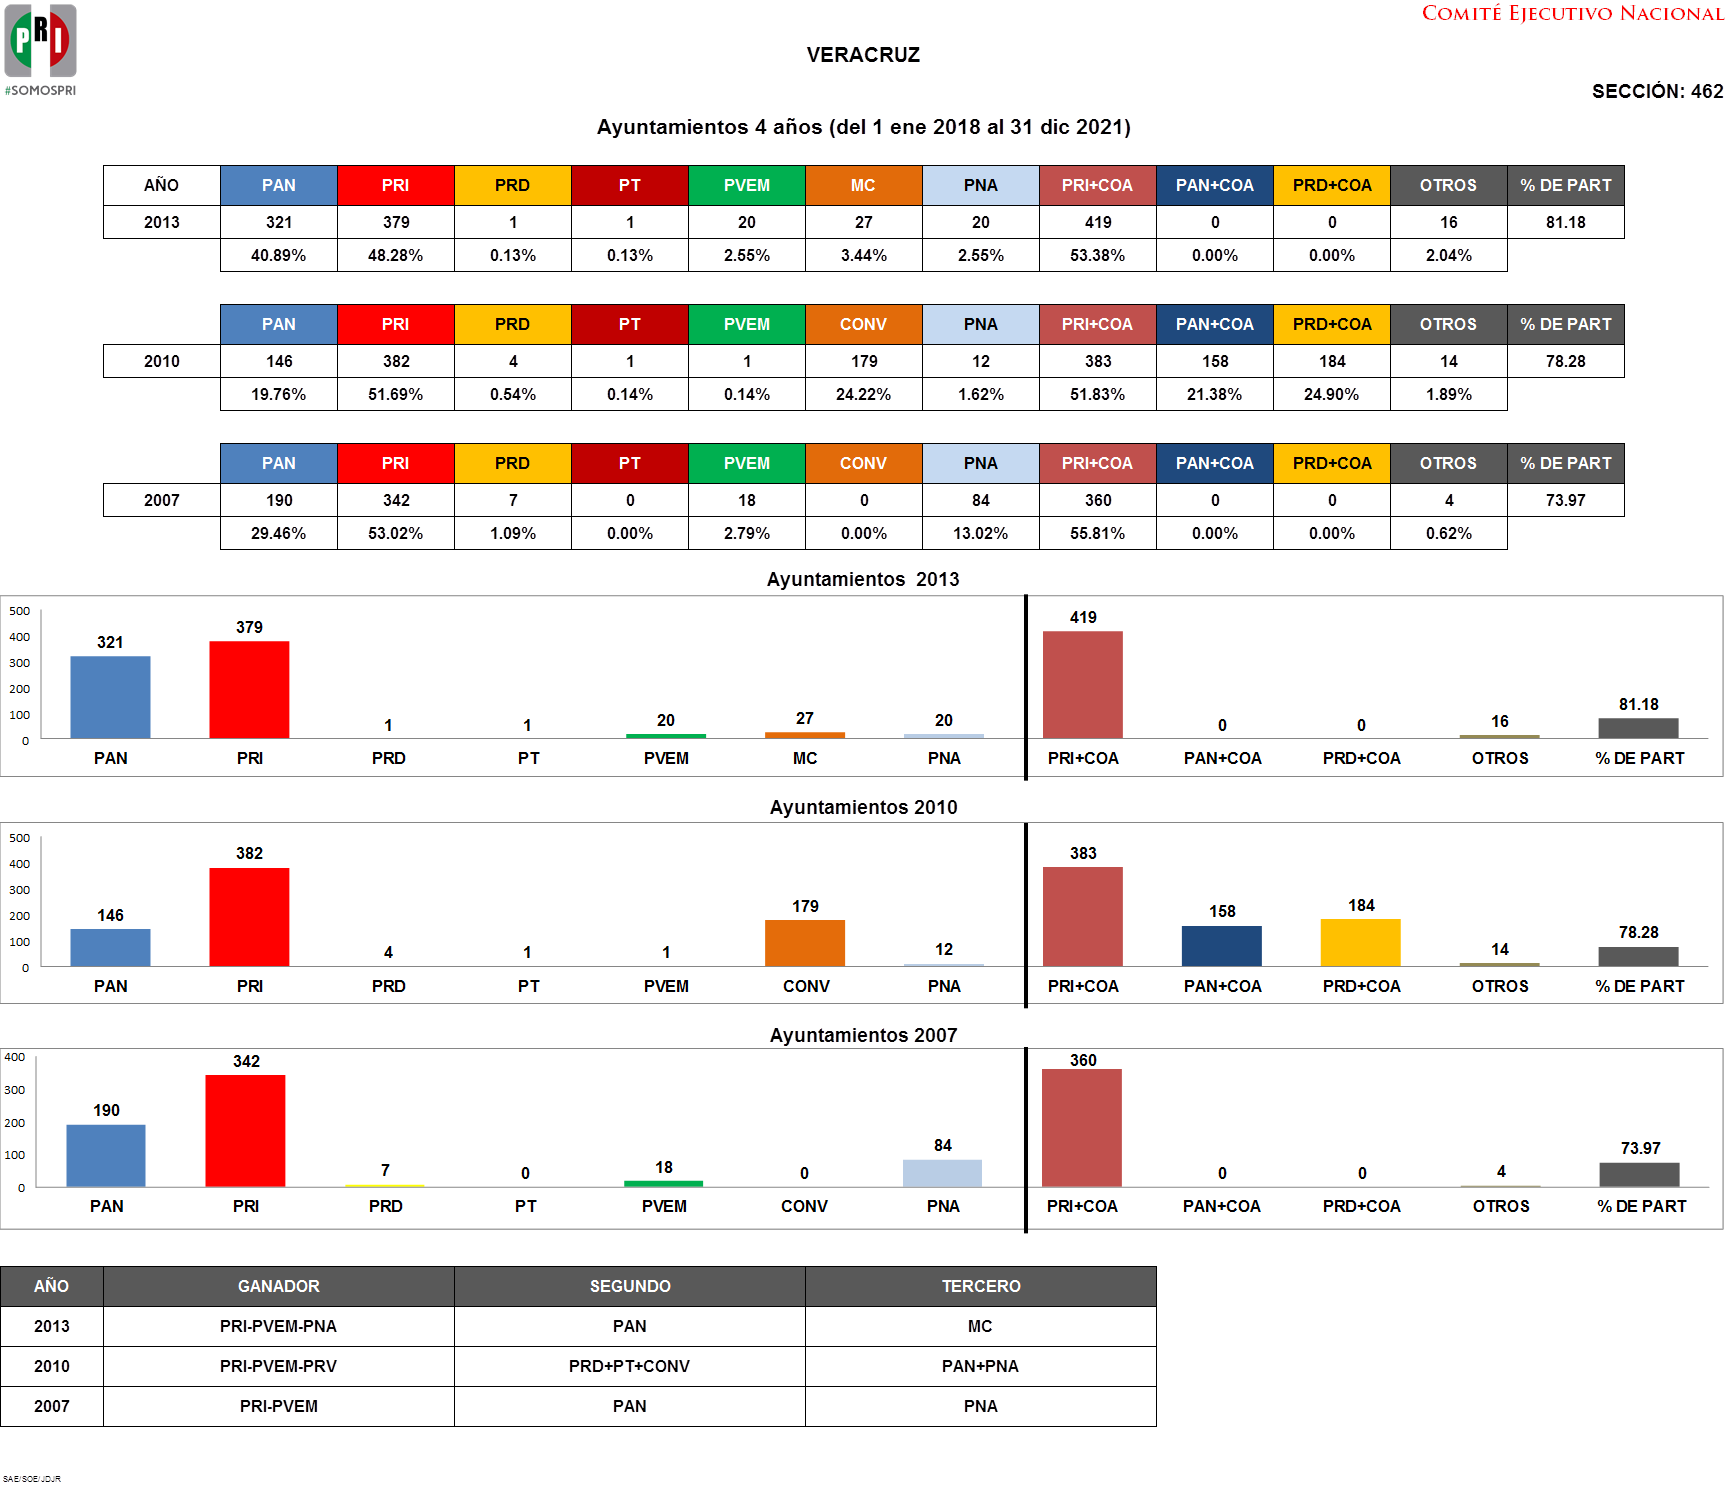 PRI
#SOMOSPRI
COMITÉ EJECUTIVO NACIONAL
VERACRUZ
SECCIÓN: 462
Ayuntamientos 4 años (del 1 ene 2018 al 31 dic 2021)
AÑO PAN PRI PRD PT PVEM MC PNA PRI+COA PAN+COA PRD+COA OTROS % DE PART
2013 321 379 1 1 20 27 20 419 0 0 16 81.18
40.89% 48.28% 0.13% 0.13% 2.55% 3.44% 2.55% 53.38% 0.00% 0.00% 2.04%
PAN PRI PRD PT PVEM CONV PNA PRI+COA PAN+COA PRD+COA OTROS % DE PART
2010 146 382 4 1 1 179 12 383 158 184 14 78.28
19.76% 51.69% 0.54% 0.14% 0.14% 24.22% 1.62% 51.83% 21.38% 24.90% 1.89%
PAN PRI PRD PT PVEM CONV PNA PRI+COA PAN+COA PRD+COA OTROS % DE PART
2007 190 342 7 0 18 0 84 360 0 0 4 73.97
29.46% 53.02% 1.09% 0.00% 2.79% 0.00% 13.02% 55.81% 0.00% 0.00% 0.62%
Ayuntamientos 2013
500
400
300
200
100
0
321 379 1 1 20 27 20 419 0 0 16 81.18
PAN PRI PRD PT PVEM MC PNA PRI+COA PAN+COA PRD+COA OTROS % DE PART
Ayuntamientos 2010
500
400
300
200
100
0
146 382 4 1 1 179 12 383 158 184 14 78.28
PAN PRI PRD PT PVEM CONV PNA PRI+COA PAN+COA PRD+COA OTROS % DE PART
Ayuntamientos 2007
400
300
200
100
0
190 342 7 0 18 0 84 360 0 0 4 73.97
PAN PRI PRD PT PVEM CONV PNA PRI+COA PAN+COA PRD+COA OTROS % DE PART
AÑO GANADOR SEGUNDO TERCERO
2013 PRI-PVEM-PNA PAN MC
2010 PRI-PVEM-PRV PRD+PT+CONV PAN+PNA
2007 PRI-PVEM PAN PNA
SAE/SOE/JDJR